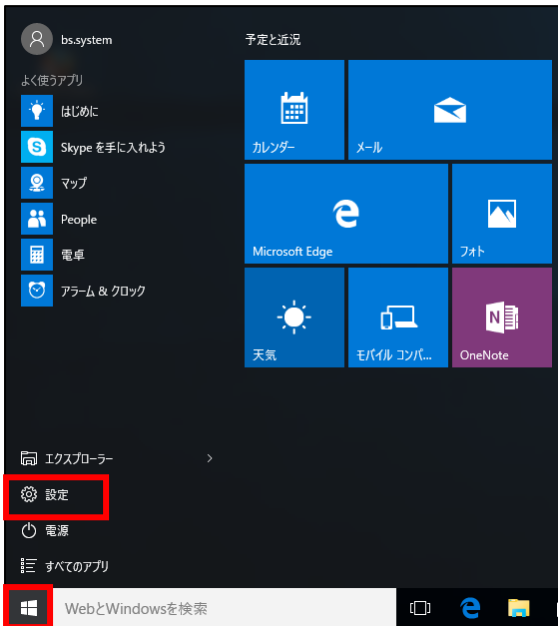 bs.system
よく使うアプリ
はじめに
Skype を手に入れよう
マップ
People
電卓
アラーム & クロック
エクスプローラー
設定
電源
すべてのアプリ
予定と近況
カレンダー
メール
Microsoft Edge
フォト
天気
モバイル コンパ...
OneNote
WebとWindowsを検索